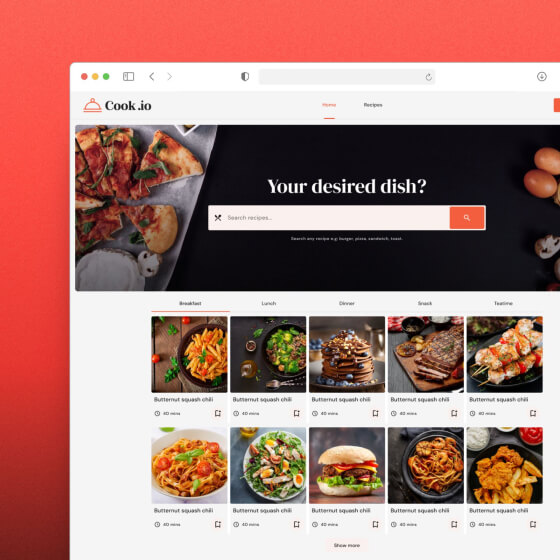 Cook.io
Home Recipes
Your desired dish?
Search recipes...
Search any recipe e.g: burger, pizza, sandwich, toast..
Breakfast Lunch Dinner Snack Teatime
Butternut squash chili Butternut squash chili Butternut squash chili Butternut squash chili Butternut squash chili
40 mins 40 mins 40 mins 40 mins 40 mins
Butternut squash chili Butternut squash chili Butternut squash chili Butternut squash chili Butternut squash chili
40 mins 40 mins 40 mins 40 mins 40 mins
Show more